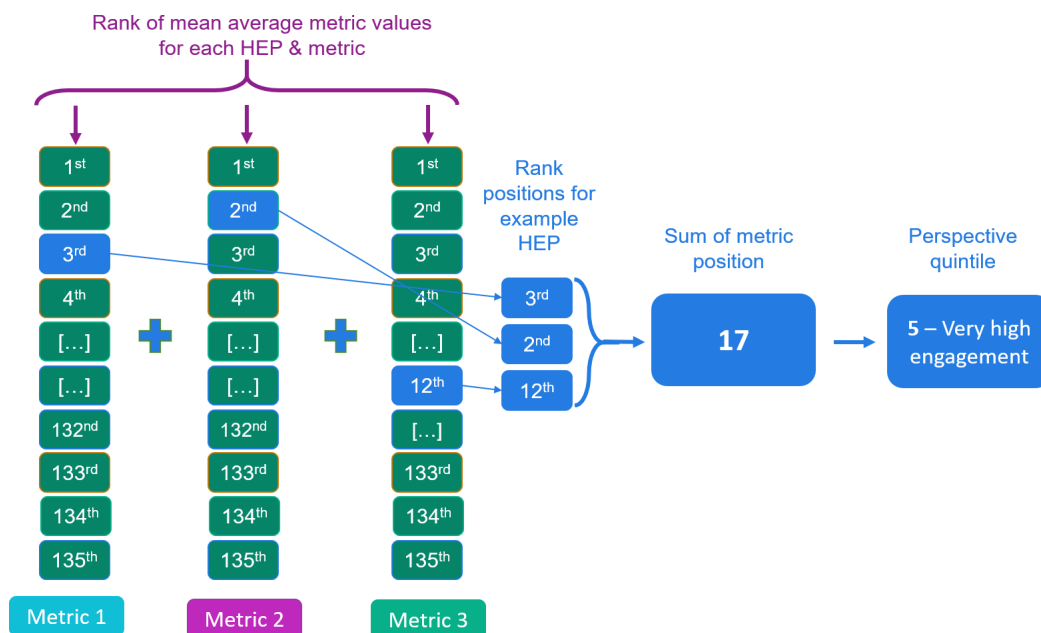 Rank of mean average metric values
for each HEP & metric
1st
2nd
3rd
4th
[...]
[...]
132nd
133rd
134th
135th
Metric 1
1st
2nd
3rd
4th
[...]
[...]
132nd
133rd
134th
135th
Metric 2
1st
2nd
3rd
4th
[...]
12th
[...]
133rd
134th
135th
Metric 3
Rank
positions for
example
HEP
3rd
2nd
12th
Sum of metric
position
17
Perspective
quintile
5 – Very high
engagement